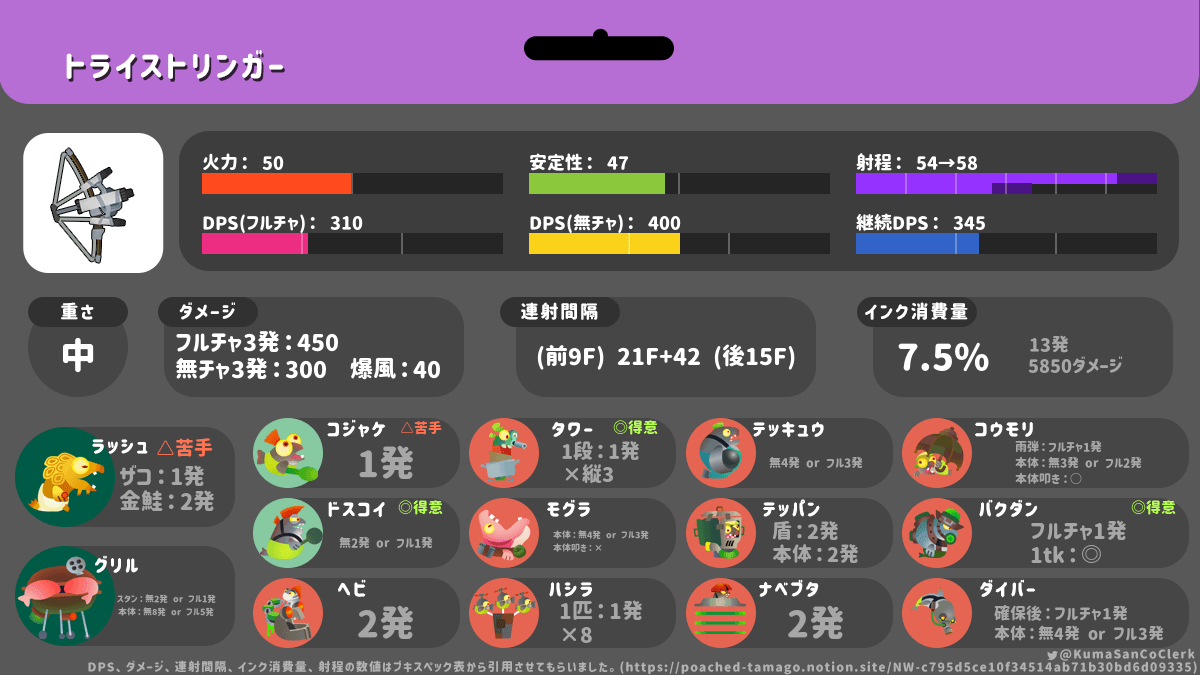 トライストリンガー
火力： 50
安定性： 47
射程： 54→58
DPS(フルチャ)： 310
DPS(無チャ)： 400
継続DPS： 345
重さ
中
ダメージ
フルチャ3発：450
無チャ3発：300 爆風：40
連射間隔
(前9F) 21F+42 (後15F)
インク消費量
7.5%
13発
5850ダメージ
ラッシュ △苦手
ザコ：1発
金鮭：2発
グリル
スタン：無2発 or フル1発
本体：無8発 or フル5発
コジャケ △苦手
1発
タワー ◎得意
1段：1発
×縦3
テッキュウ
無4発 or フル3発
コウモリ
雨弾：フルチャ1発
本体：無3発 or フル2発
本体叩き：○
ドスコイ ◎得意
無2発 or フル1発
モグラ
本体：無4発 or フル3発
本体叩き：×
テッパン
盾：2発
本体：2発
バクダン ◎得意
フルチャ1発
1tk：◎
ヘビ
2発
ハシラ
1匹：1発
×8
ナベブタ
2発
ダイバー
確保後：フルチャ1発
本体：無4発 or フル3発
@KumaSanCoClerk
DPS、ダメージ、連射間隔、インク消費量、射程の数値はブキスペック表から引用させてもらいました。(https://poached-tamago.notion.site/NW-c795d5ce10f34514ab71b30bd6d09335)